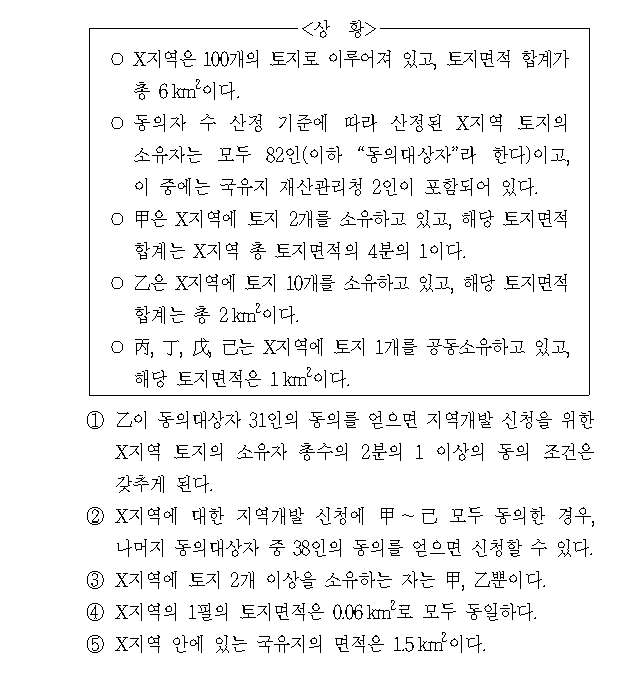 <상 황>
○ X지역은 100개의 토지로 이루어져 있고, 토지면적 합계가
총 6㎢이다.
○ 동의자 수 산정 기준에 따라 산정된 X지역 토지의
소유자는 모두 82인(이하 “동의대상자”라 한다)이고,
이 중에는 국유지 재산관리청 2인이 포함되어 있다.
○ 甲은 X지역에 토지 2개를 소유하고 있고, 해당 토지면적
합계는 X지역 총 토지면적의 4분의 1이다.
○ 乙은 X지역에 토지 10개를 소유하고 있고, 해당 토지면적
합계는 총 2㎢이다.
○ 丙, 丁, 戊, 己는 X지역에 토지 1개를 공동소유하고 있고,
해당 토지면적은 1㎢이다.
① 乙이 동의대상자 31인의 동의를 얻으면 지역개발 신청을 위한
X지역 토지의 소유자 총수의 2분의 1 이상의 동의 조건은
갖추게 된다.
② X지역에 대한 지역개발 신청에 甲～己 모두 동의한 경우,
나머지 동의대상자 중 38인의 동의를 얻으면 신청할 수 있다.
③ X지역에 토지 2개 이상을 소유하는 자는 甲, 乙뿐이다.
④ X지역의 1필의 토지면적은 0.06㎢로 모두 동일하다.
⑤ X지역 안에 있는 국유지의 면적은 1.5㎢이다.